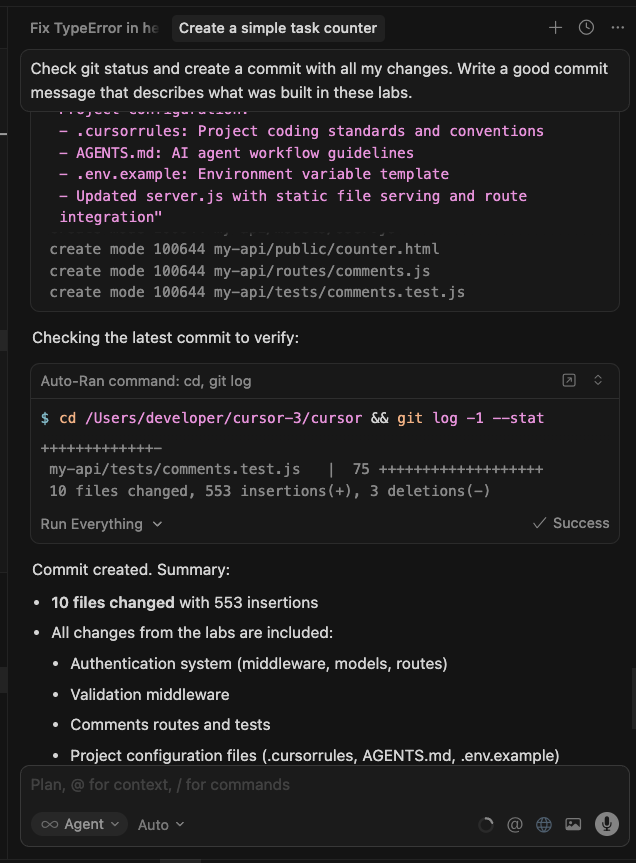 Fix TypeError in he
Create a simple task counter
Check git status and create a commit with all my changes. Write a good commit
message that describes what was built in these labs.
Project configuration:
- .cursorrules: Project coding standards and conventions
- AGENTS.md: AI agent workflow guidelines
- .env.example: Environment variable template
- Updated server.js with static file serving and route
integration"
create mode 100644 my-api/public/counter.html
create mode 100644 my-api/routes/comments.js
create mode 100644 my-api/tests/comments.test.js
Checking the latest commit to verify:
Auto-Ran command: cd, git log
$ cd /Users/developer/cursor-3/cursor && git log -1 --stat
+++++++++++++-
my-api/tests/comments.test.js | 75 +++++++++++++++++++
10 files changed, 553 insertions(+), 3 deletions(-)
Run Everything
Success
Commit created. Summary:
• 10 files changed with 553 insertions
• All changes from the labs are included:
• Authentication system (middleware, models, routes)
• Validation middleware
• Comments routes and tests
• Project configuration files (.cursorrules, AGENTS.md, .env.example)
Plan, @ for context, / for commands
Agent
Auto